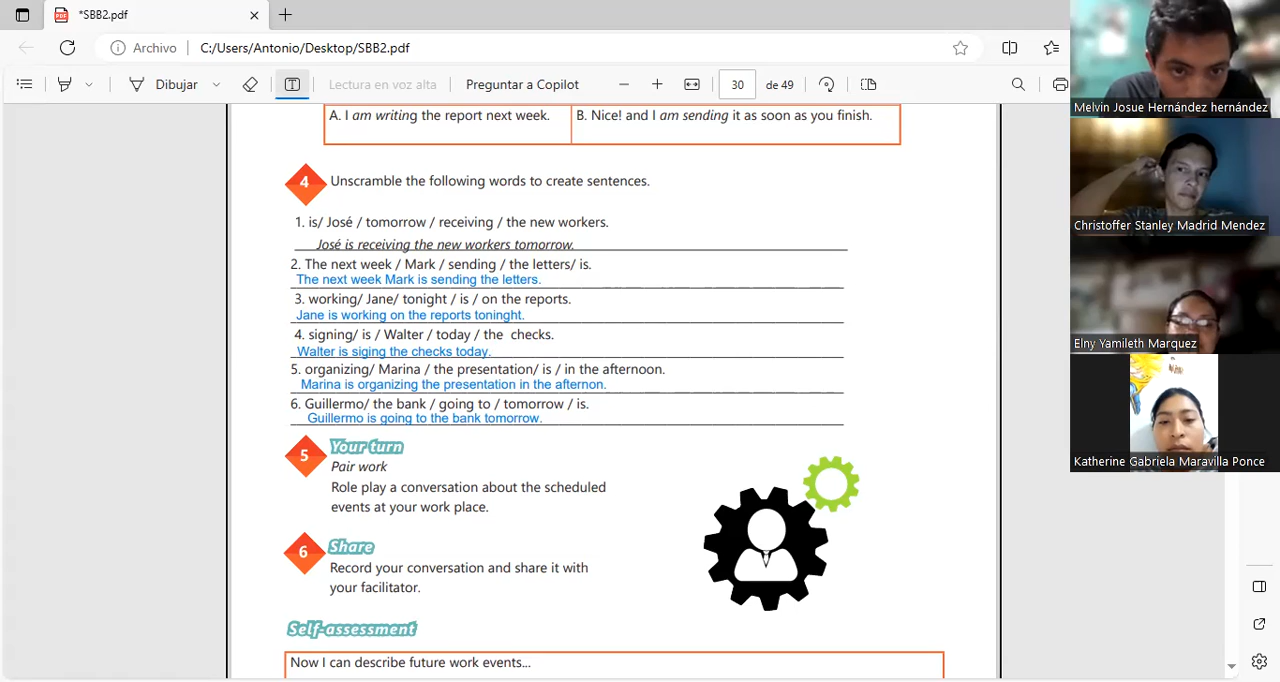 *SBB2.pdf
Archivo
C:/Users/Antonio/Desktop/SBB2.pdf
Dibujar
Lectura en voz alta
Preguntar a Copilot
30
de 49
A. I am writing the report next week.
B. Nice! and I am sending it as soon as you finish.
4
Unscramble the following words to create sentences.
1. is/ José / tomorrow / receiving / the new workers.
José is receiving the new workers tomorrow.
2. The next week / Mark / sending / the letters/ is.
The next week Mark is sending the letters.
3. working/ Jane/ tonight / is / on the reports.
Jane is working on the reports toninght.
4. signing/ is / Walter / today / the checks.
Walter is siging the checks today.
5. organizing/ Marina / the presentation/ is / in the afternoon.
Marina is organizing the presentation in the afternon.
6. Guillermo/ the bank / going to / tomorrow / is.
Guillermo is going to the bank tomorrow.
5
Your turn
Pair work
Role play a conversation about the scheduled
events at your work place.
6
Share
Record your conversation and share it with
your facilitator.
Self-assessment
Now I can describe future work events...
Melvin Josue Hernández hernández
Christoffer Stanley Madrid Mendez
Elny Yamileth Marquez
Katherine Gabriela Maravilla Ponce